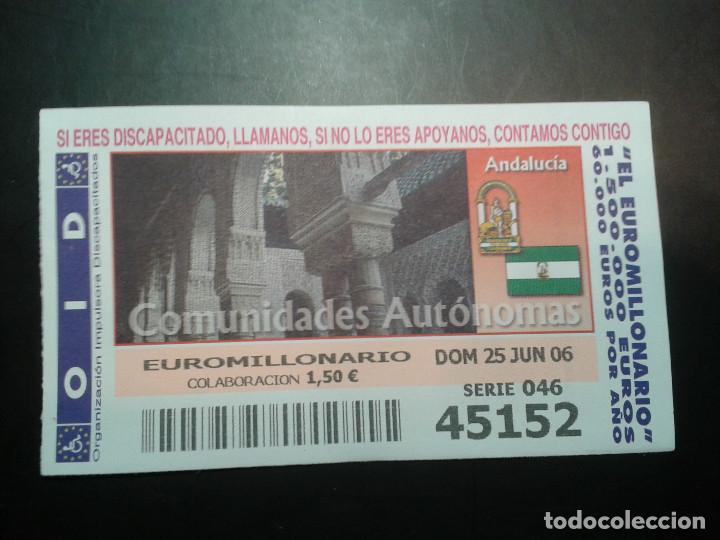 SI ERES DISCAPACITADO, LLAMANOS, SI NO LO ERES APOYANOS, CONTAMOS CONTIGO
O I D
Organización Impulsora Discapacitados
Andalucía
Comunidades Autónomas
EUROMILLONARIO
COLABORACION 1,50 €
DOM 25 JUN 06
SERIE 046
45152
"EL EUROMILLONARIO"
1.500.000 EUROS
60.000 EUROS POR AÑO
todocoleccion
todocoleccion.net